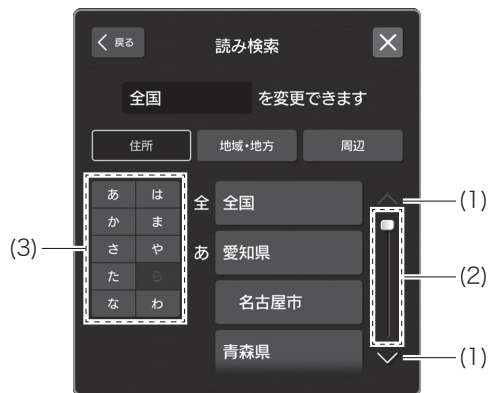 戻る 読み検索
全国 を変更できます
住所 地域・地方 周辺
あ は 全 全国 (1)
か ま
(3) さ や あ 愛知県 (2)
た ら 名古屋市
な わ
青森県 (1)